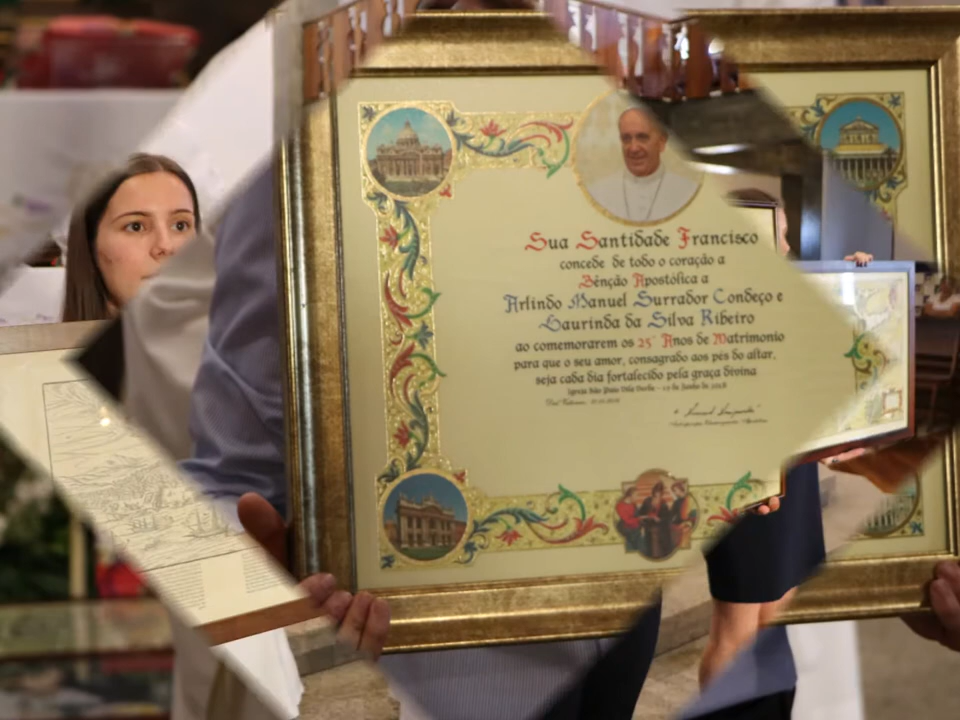 Sua Santidade Francisco
concede de todo o coração a
Bênção Apostólica a
Arlindo Manuel Surrador Condeço e
Laurinda da Silva Ribeiro
ao comemorarem os 25° Anos de Matrimonio
para que o seu amor, consagrado aos pés do altar,
seja cada dia fortalecido pela graça divina